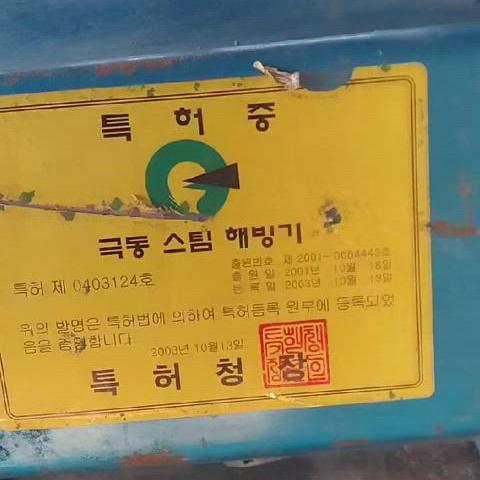 특허증
극동 스팀 해빙기
특허 제 0403124호
출원번호 제 2001-0064443호
출원일 2001년 10월 18일
등록일 2003년 10월 13일
위의 발명은 특허법에 의하여 특허등록 원부에 등록되었
음을 증명합니다.
2003년 10월13일
특허청장